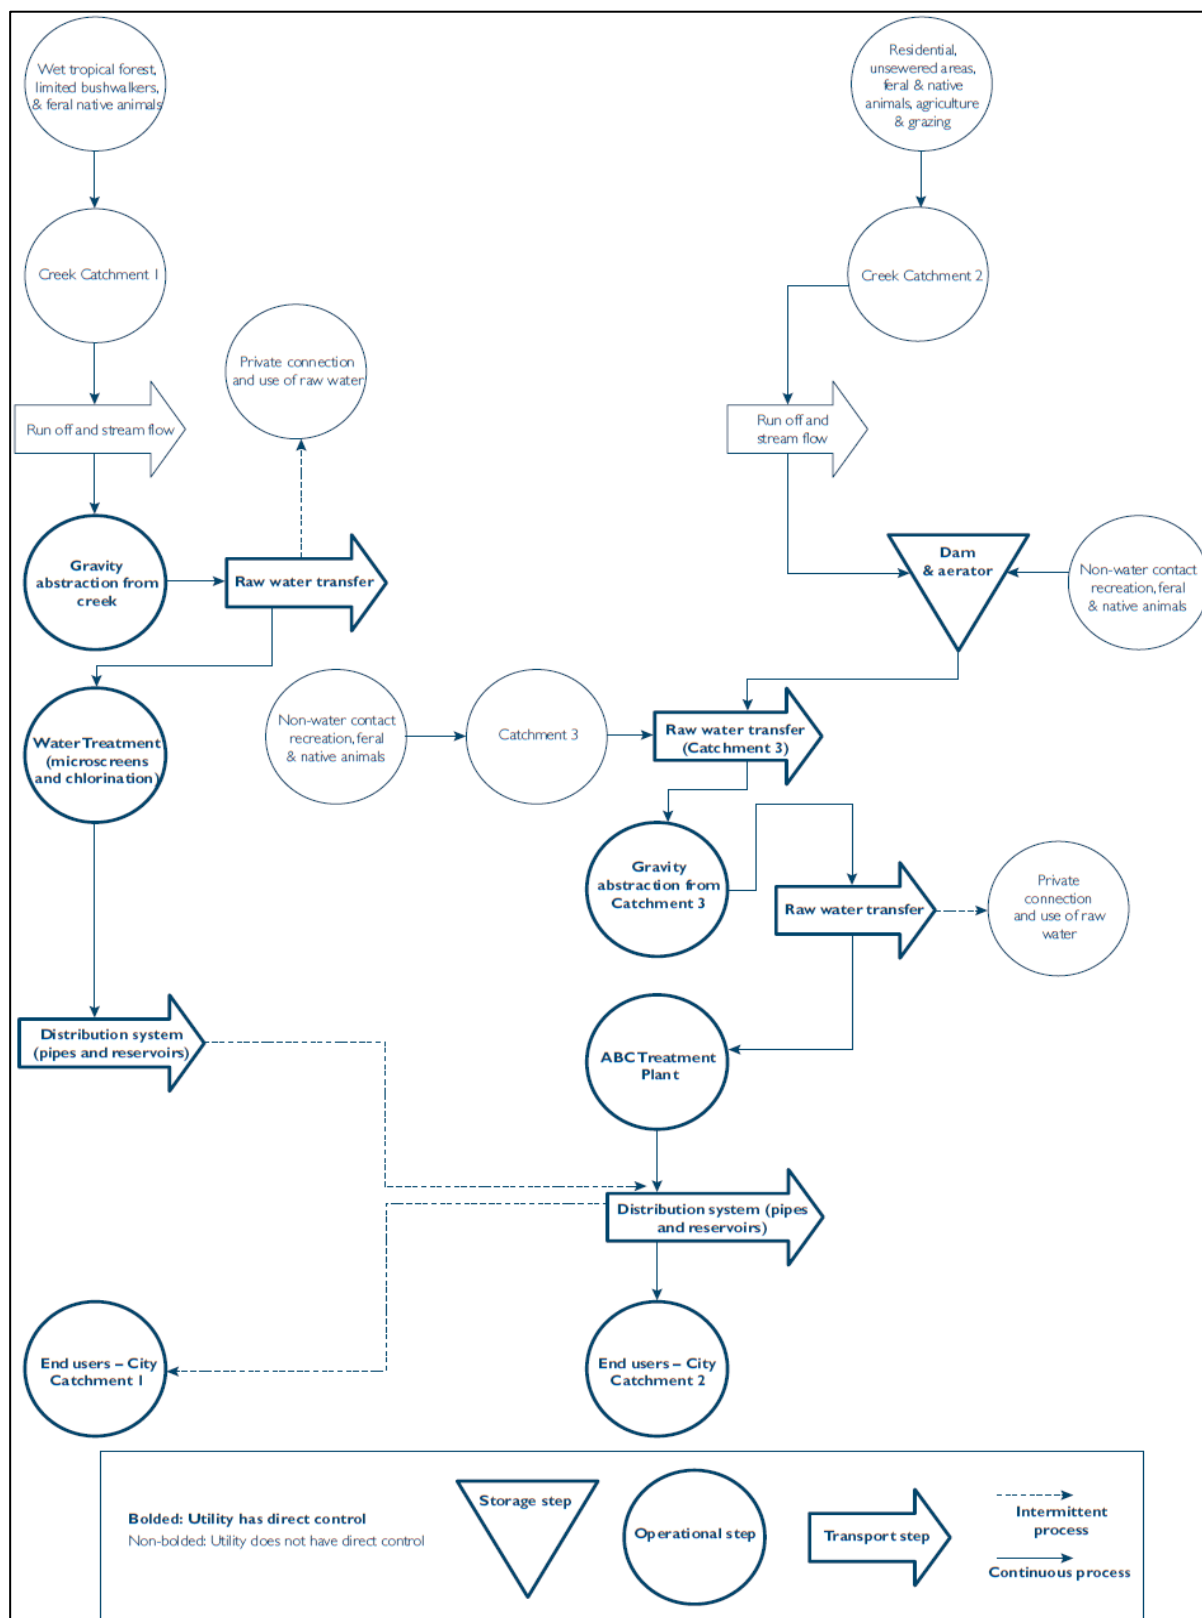 Wet tropical forest,
limited bushwalkers,
& feral native animals
Residential,
unsewered areas,
feral & native
animals, agriculture
& grazing
Creek Catchment 1
Creek Catchment 2
Private connection
and use of raw water
Run off and stream flow
Run off and
stream flow
Gravity
abstraction from
creek
Raw water transfer
Dam
& aerator
Non-water contact
recreation, feral
& native animals
Water Treatment
(microscreens
and chlorination)
Non-water contact
recreation, feral
& native animals
Catchment 3
Raw water transfer
(Catchment 3)
Gravity
abstraction from
Catchment 3
Raw water transfer
Private
connection
and use of raw
water
Distribution system
(pipes and reservoirs)
ABC Treatment
Plant
Distribution system (pipes
and reservoirs)
End users – City
Catchment 1
End users – City
Catchment 2
Bolded: Utility has direct control
Non-bolded: Utility does not have direct control
Storage step
Operational step
Transport step
Intermittent
process
Continuous process